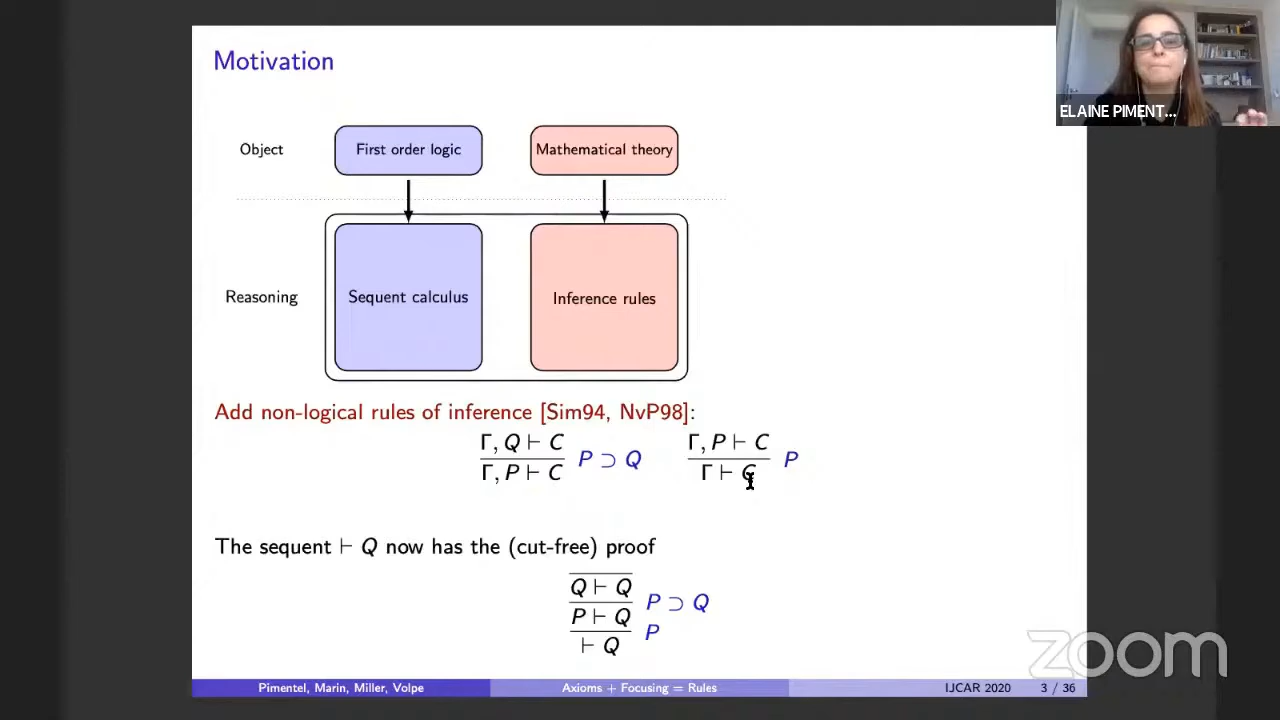 Motivation
ELAINE PIMENT...
Object
First order logic
Mathematical theory
Reasoning
Sequent calculus
Inference rules
Add non-logical rules of inference [Sim94, NvP98]:
Γ, Q ⊢ C
Γ, P ⊢ C
P ⊃ Q
Γ, P ⊢ C
Γ ⊢ C
P
The sequent ⊢ Q now has the (cut-free) proof
Q ⊢ Q
P ⊢ Q
⊢ Q
P ⊃ Q
P
zoom
Pimentel, Marin, Miller, Volpe
Axioms + Focusing = Rules
IJCAR 2020
3 / 36